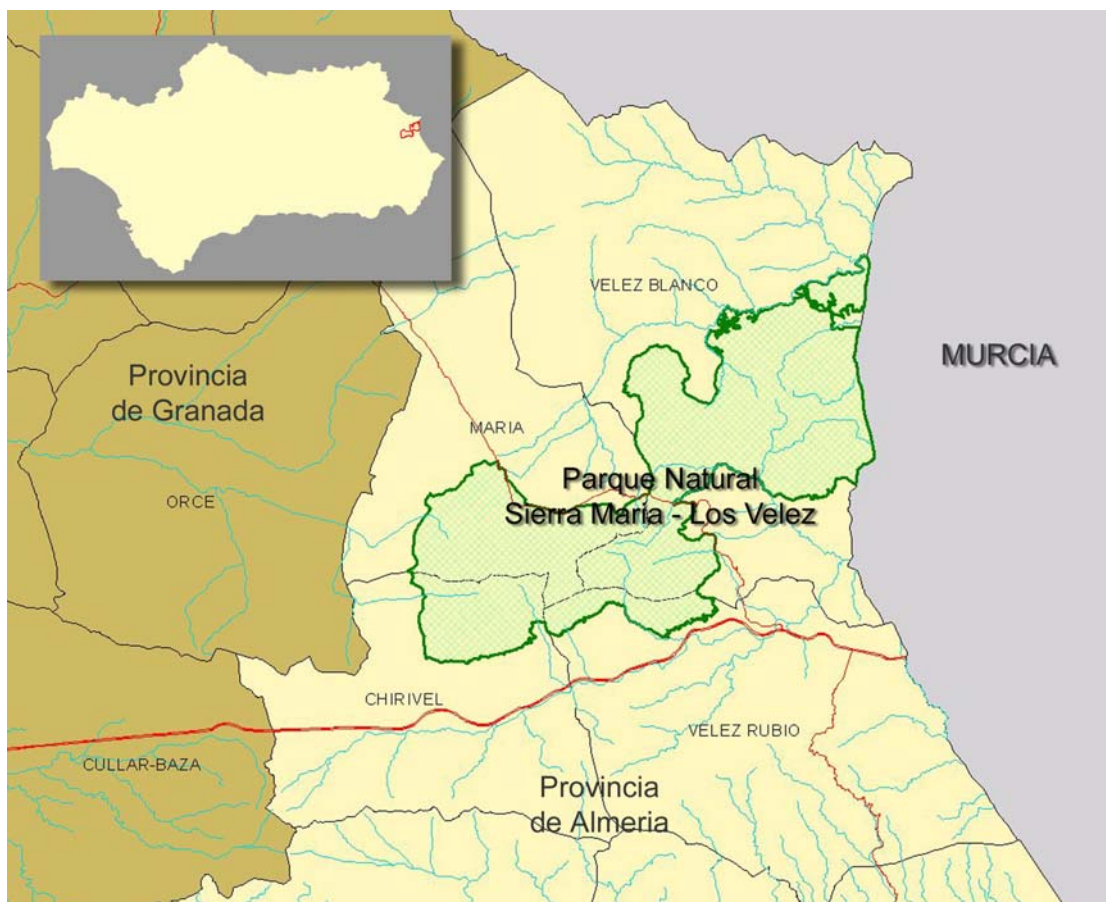 VELEZ BLANCO
MURCIA
Provincia
de Granada
MARIA
Parque Natural
Sierra Maria - Los Velez
ORCE
CHIRIVEL
VELEZ RUBIO
CULLAR-BAZA
Provincia
de Almeria